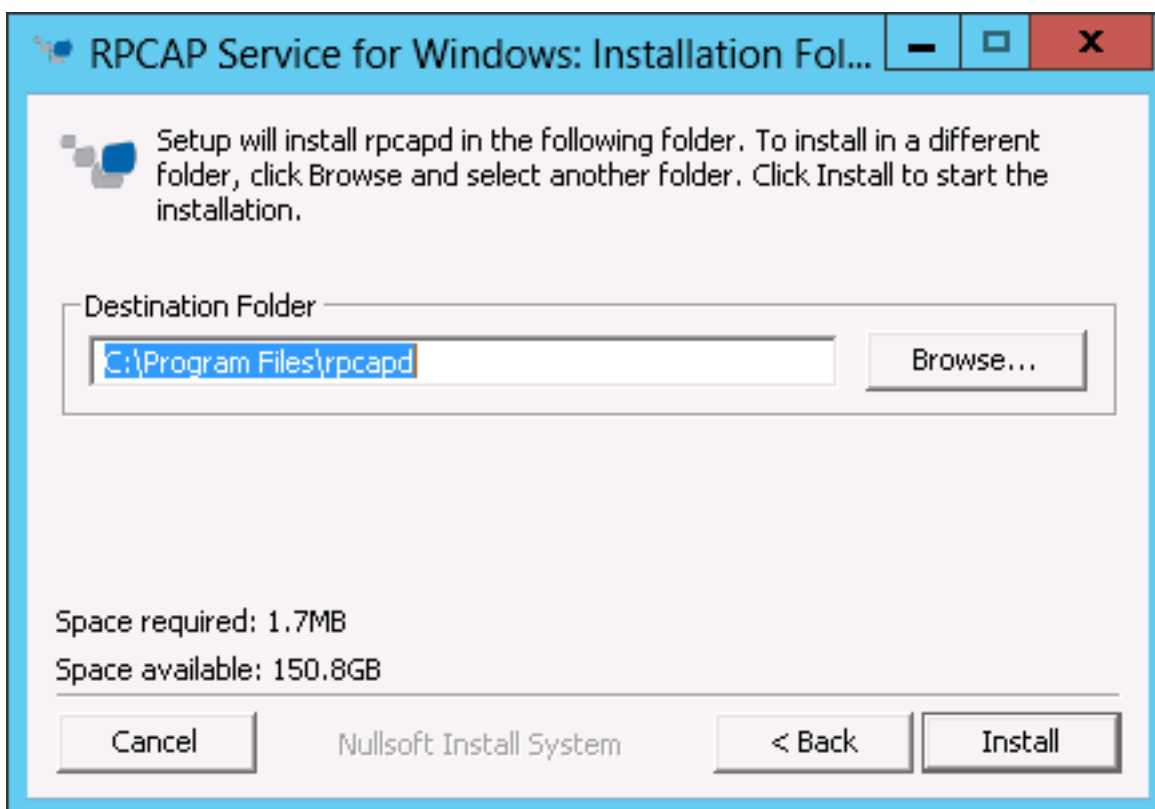 RPCAP Service for Windows: Installation Fol...
Setup will install rpcapd in the following folder. To install in a different
folder, click Browse and select another folder. Click Install to start the
installation.
Destination Folder
C:\Program Files\rpcapd
Browse...
Space required: 1.7MB
Space available: 150.8GB
Cancel
Nullsoft Install System
< Back
Install